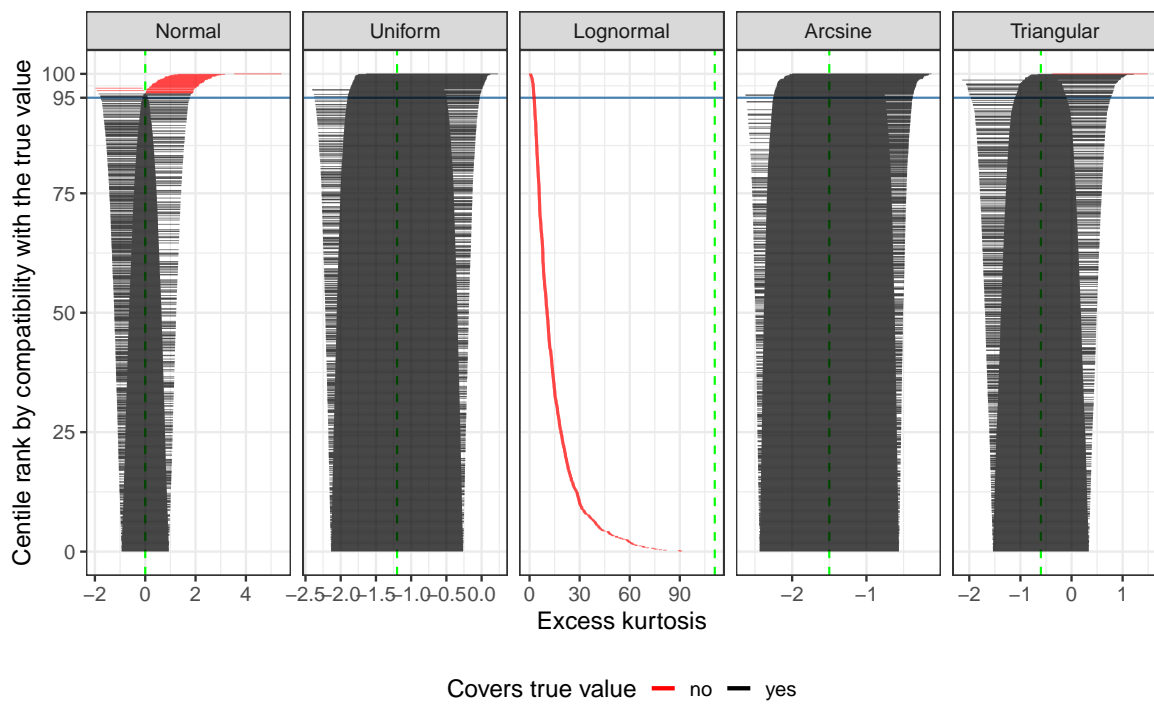 Normal Uniform Lognormal Arcsine Triangular
Centile rank by compatibility with the true value
100
95
75
50
25
0
−2 0 2 4 −2.5 −2.0 −1.5 −1.0 −0.5 0.0 0 30 60 90 −2 −1 −2 −1 0 1
Excess kurtosis
Covers true value no yes